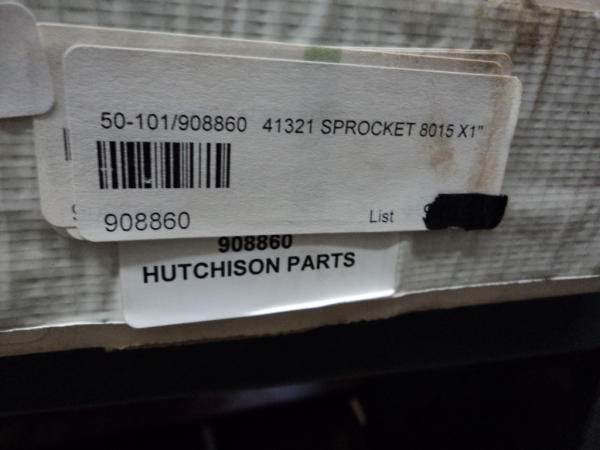 50-101/908860 41321 SPROCKET 8015 X1"
908860 List
908860
HUTCHISON PARTS